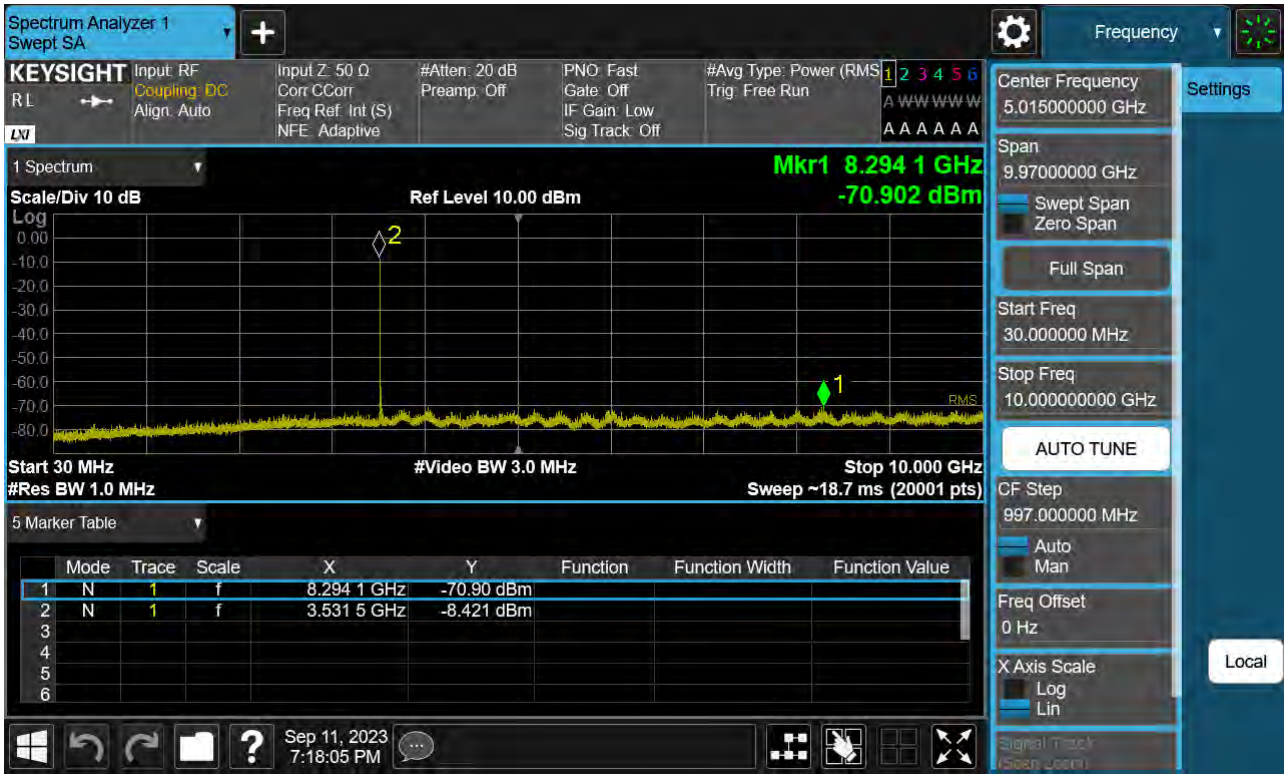 Spectrum Analyzer 1
Swept SA
+
Frequency
KEYSIGHT
RL
LXI
Input: RF
Coupling: DC
Align: Auto
Input Z: 50 Ω
Corr CCorr
Freq Ref: Int (S)
NFE: Adaptive
#Atten: 20 dB
Preamp: Off
PNO: Fast
Gate: Off
IF Gain: Low
Sig Track: Off
#Avg Type: Power (RMS
Trig: Free Run
1 2 3 4 5 6
A W W W W W
A A A A A A
1 Spectrum
Mkr1 8.294 1 GHz
Scale/Div 10 dB
Ref Level 10.00 dBm
-70.902 dBm
Log
0.00
-10.0
-20.0
-30.0
-40.0
-50.0
-60.0
-70.0
-80.0
2
1
RMS
Start 30 MHz
#Video BW 3.0 MHz
Stop 10.000 GHz
#Res BW 1.0 MHz
Sweep ~18.7 ms (20001 pts)
5 Marker Table
Mode Trace Scale X Y Function Function Width Function Value
1 N 1 f 8.294 1 GHz -70.90 dBm
2 N 1 f 3.531 5 GHz -8.421 dBm
3
4
5
6
?
Sep 11, 2023
7:18:05 PM
Center Frequency
5.015000000 GHz
Settings
Span
9.97000000 GHz
Swept Span
Zero Span
Full Span
Start Freq
30.000000 MHz
Stop Freq
10.000000000 GHz
AUTO TUNE
CF Step
997.000000 MHz
Auto
Man
Freq Offset
0 Hz
X Axis Scale
Log
Lin
Local
Signal Track
(Span Zoom)